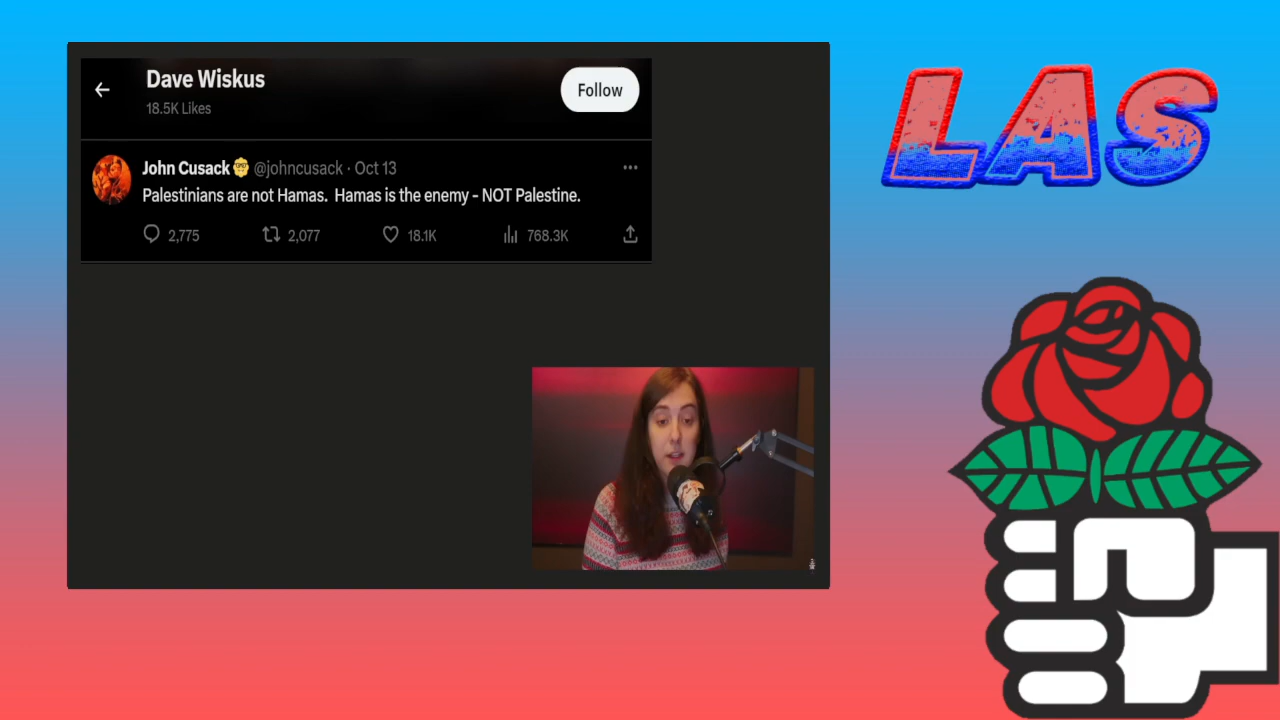 Dave Wiskus
18.5K Likes
Follow
John Cusack @johncusack · Oct 13
Palestinians are not Hamas. Hamas is the enemy - NOT Palestine.
2,775 2,077 18.1K 768.3K
LAS